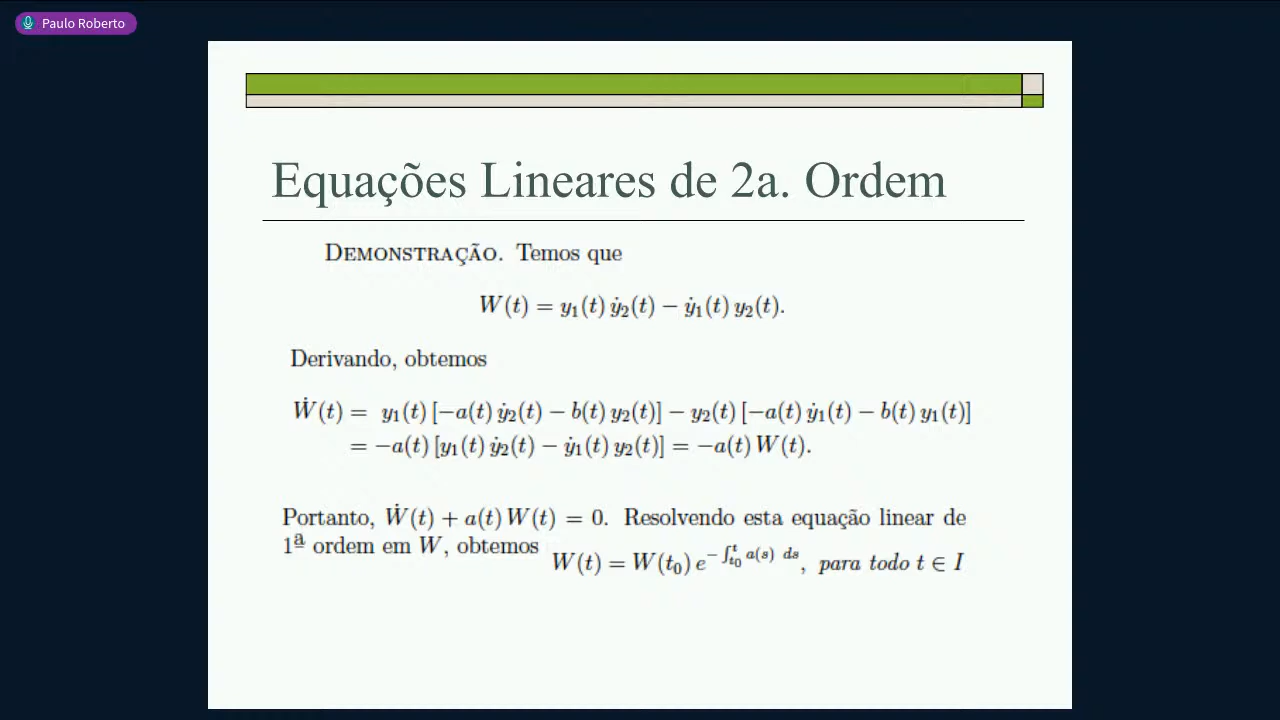 Paulo Roberto
Equações Lineares de 2a. Ordem
DEMONSTRAÇÃO. Temos que
W(t) = y₁(t) ẏ₂(t) − ẏ₁(t) y₂(t).
Derivando, obtemos
Ẇ(t) = y₁(t) [−a(t) ẏ₂(t) − b(t) y₂(t)] − y₂(t) [−a(t) ẏ₁(t) − b(t) y₁(t)]
= −a(t) [y₁(t) ẏ₂(t) − ẏ₁(t) y₂(t)] = −a(t) W(t).
Portanto, Ẇ(t) + a(t) W(t) = 0. Resolvendo esta equação linear de
1ª ordem em W, obtemos
W(t) = W(t₀) e^{−∫_{t₀}^{t} a(s) ds}, para todo t ∈ I